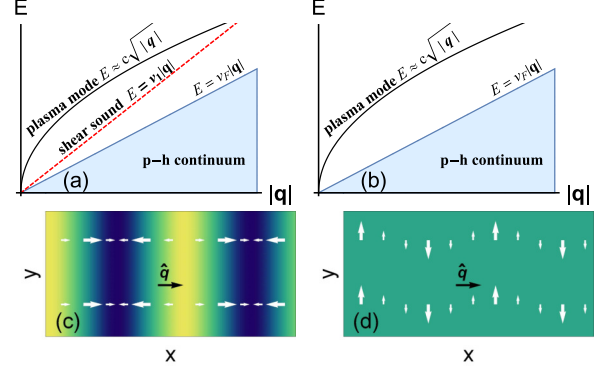 E
plasma mode E ≈ c√|q|
shear sound E = v₁|q|
E = v_F|q|
p–h continuum
(a)
|q|
E
plasma mode E ≈ c√|q|
E = v_F|q|
p–h continuum
(b)
|q|
y
q̂
(c)
x
y
q̂
(d)
x